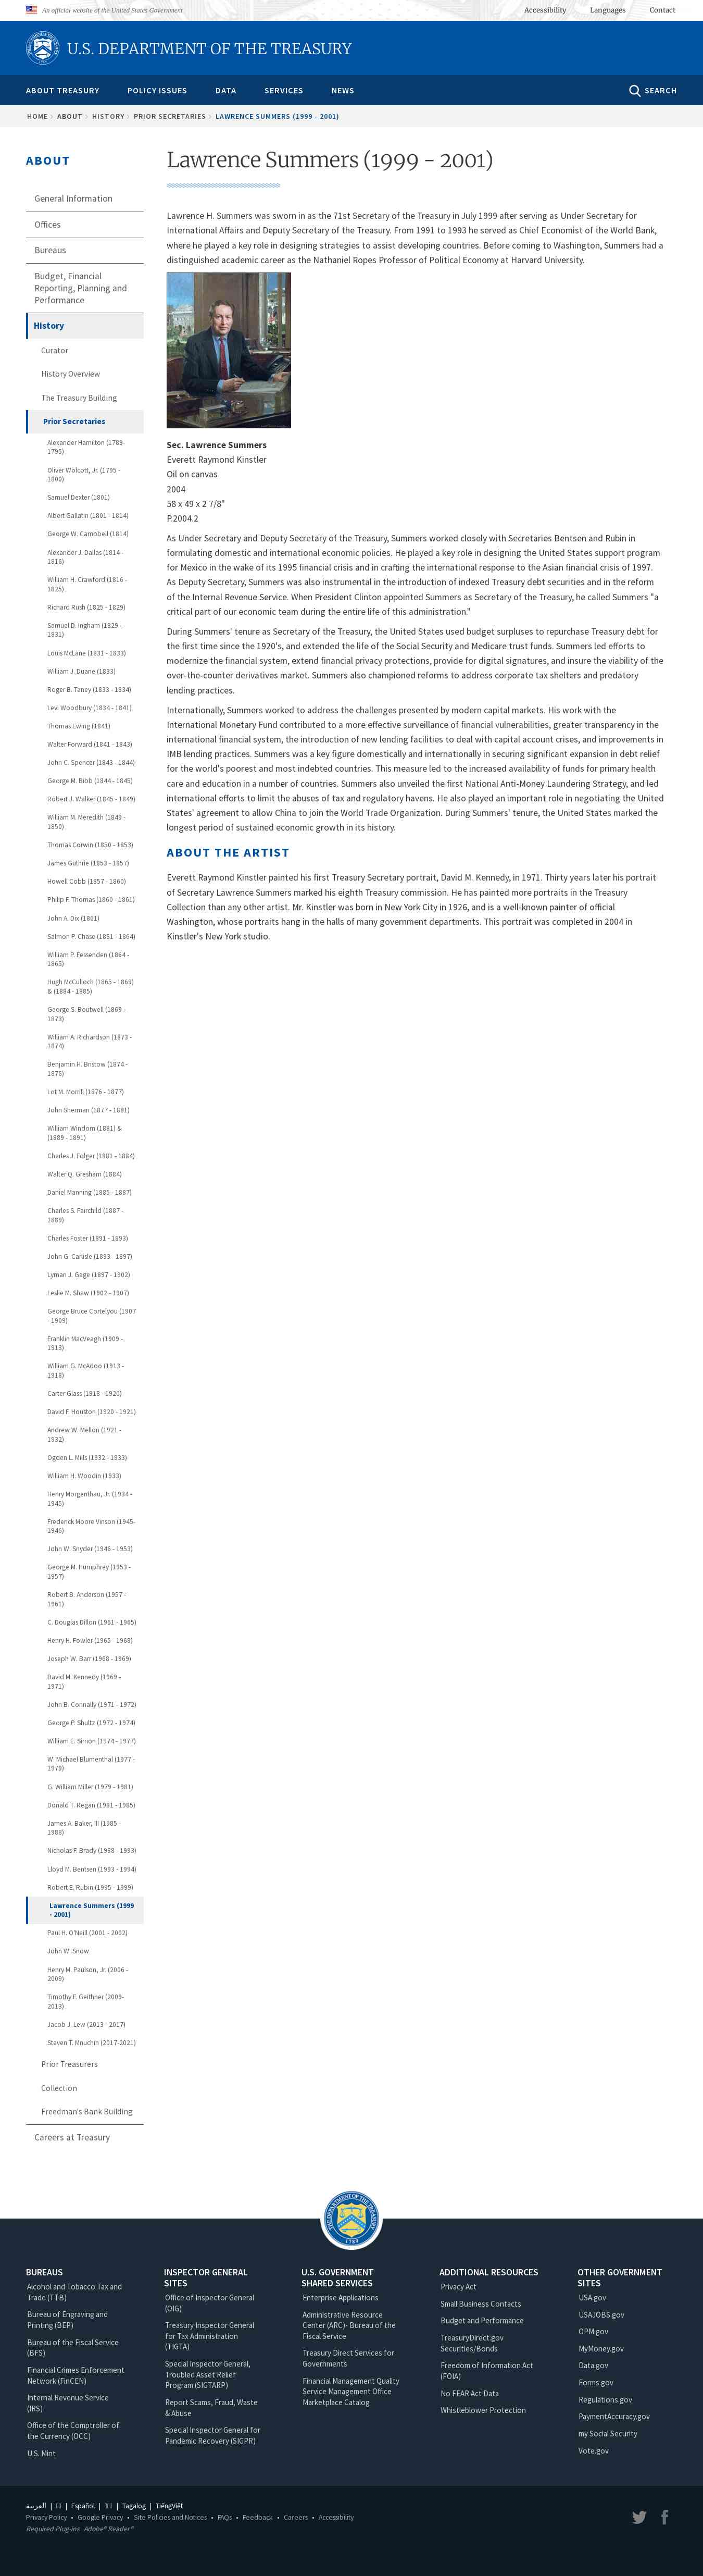 An official website of the United States Government
Accessibility Languages Contact
U.S. DEPARTMENT OF THE TREASURY
ABOUT TREASURY POLICY ISSUES DATA SERVICES NEWS SEARCH
HOME ABOUT HISTORY PRIOR SECRETARIES LAWRENCE SUMMERS (1999 - 2001)
ABOUT
General Information
Offices
Bureaus
Budget, Financial
Reporting, Planning and
Performance
History
Curator
History Overview
The Treasury Building
Prior Secretaries
Alexander Hamilton (1789-
1795)
Oliver Wolcott, Jr. (1795 -
1800)
Samuel Dexter (1801)
Albert Gallatin (1801 - 1814)
George W. Campbell (1814)
Alexander J. Dallas (1814 -
1816)
William H. Crawford (1816 -
1825)
Richard Rush (1825 - 1829)
Samuel D. Ingham (1829 -
1831)
Louis McLane (1831 - 1833)
William J. Duane (1833)
Roger B. Taney (1833 - 1834)
Levi Woodbury (1834 - 1841)
Thomas Ewing (1841)
Walter Forward (1841 - 1843)
John C. Spencer (1843 - 1844)
George M. Bibb (1844 - 1845)
Robert J. Walker (1845 - 1849)
William M. Meredith (1849 -
1850)
Thomas Corwin (1850 - 1853)
James Guthrie (1853 - 1857)
Howell Cobb (1857 - 1860)
Philip F. Thomas (1860 - 1861)
John A. Dix (1861)
Salmon P. Chase (1861 - 1864)
William P. Fessenden (1864 -
1865)
Hugh McCulloch (1865 - 1869)
& (1884 - 1885)
George S. Boutwell (1869 -
1873)
William A. Richardson (1873 -
1874)
Benjamin H. Bristow (1874 -
1876)
Lot M. Morrill (1876 - 1877)
John Sherman (1877 - 1881)
William Windom (1881) &
(1889 - 1891)
Charles J. Folger (1881 - 1884)
Walter Q. Gresham (1884)
Daniel Manning (1885 - 1887)
Charles S. Fairchild (1887 -
1889)
Charles Foster (1891 - 1893)
John G. Carlisle (1893 - 1897)
Lyman J. Gage (1897 - 1902)
Leslie M. Shaw (1902 - 1907)
George Bruce Cortelyou (1907
- 1909)
Franklin MacVeagh (1909 -
1913)
William G. McAdoo (1913 -
1918)
Carter Glass (1918 - 1920)
David F. Houston (1920 - 1921)
Andrew W. Mellon (1921 -
1932)
Ogden L. Mills (1932 - 1933)
William H. Woodin (1933)
Henry Morgenthau, Jr. (1934 -
1945)
Frederick Moore Vinson (1945-
1946)
John W. Snyder (1946 - 1953)
George M. Humphrey (1953 -
1957)
Robert B. Anderson (1957 -
1961)
C. Douglas Dillon (1961 - 1965)
Henry H. Fowler (1965 - 1968)
Joseph W. Barr (1968 - 1969)
David M. Kennedy (1969 -
1971)
John B. Connally (1971 - 1972)
George P. Shultz (1972 - 1974)
William E. Simon (1974 - 1977)
W. Michael Blumenthal (1977 -
1979)
G. William Miller (1979 - 1981)
Donald T. Regan (1981 - 1985)
James A. Baker, III (1985 -
1988)
Nicholas F. Brady (1988 - 1993)
Lloyd M. Bentsen (1993 - 1994)
Robert E. Rubin (1995 - 1999)
Lawrence Summers (1999
- 2001)
Paul H. O'Neill (2001 - 2002)
John W. Snow
Henry M. Paulson, Jr. (2006 -
2009)
Timothy F. Geithner (2009-
2013)
Jacob J. Lew (2013 - 2017)
Steven T. Mnuchin (2017-2021)
Prior Treasurers
Collection
Freedman's Bank Building
Careers at Treasury
Lawrence Summers (1999 - 2001)
Lawrence H. Summers was sworn in as the 71st Secretary of the Treasury in July 1999 after serving as Under Secretary for
International Affairs and Deputy Secretary of the Treasury. From 1991 to 1993 he served as Chief Economist of the World Bank,
where he played a key role in designing strategies to assist developing countries. Before coming to Washington, Summers had a
distinguished academic career as the Nathaniel Ropes Professor of Political Economy at Harvard University.
Sec. Lawrence Summers
Everett Raymond Kinstler
Oil on canvas
2004
58 x 49 x 2 7/8"
P.2004.2
As Under Secretary and Deputy Secretary of the Treasury, Summers worked closely with Secretaries Bentsen and Rubin in
formulating domestic and international economic policies. He played a key role in designing the United States support program
for Mexico in the wake of its 1995 financial crisis and in crafting the international response to the Asian financial crisis of 1997.
As Deputy Secretary, Summers was also instrumental in the introduction of indexed Treasury debt securities and in the reform
of the Internal Revenue Service. When President Clinton appointed Summers as Secretary of the Treasury, he called Summers "a
critical part of our economic team during the entire life of this administration."
During Summers' tenure as Secretary of the Treasury, the United States used budget surpluses to repurchase Treasury debt for
the first time since the 1920's, and extended the life of the Social Security and Medicare trust funds. Summers led efforts to
modernize the financial system, extend financial privacy protections, provide for digital signatures, and insure the viability of the
over-the-counter derivatives market. Summers also championed reforms to address corporate tax shelters and predatory
lending practices.
Internationally, Summers worked to address the challenges presented by modern capital markets. His work with the
International Monetary Fund contributed to a more effective surveillance of financial vulnerabilities, greater transparency in the
international financial system, the introduction of new lending facilities to deal with capital account crises, and improvements in
IMB lending practices. Summers was a key figure domestically and internationally in securing significant expansion in debt relief
for the world's poorest and most indebted countries. This measure led to the increased availability of funds for primary health
care and education in a number of countries. Summers also unveiled the first National Anti-Money Laundering Strategy, and led
international efforts to limit the abuses of tax and regulatory havens. He also played an important role in negotiating the United
States' agreement to allow China to join the World Trade Organization. During Summers' tenure, the United States marked the
longest period of sustained economic growth in its history.
ABOUT THE ARTIST
Everett Raymond Kinstler painted his first Treasury Secretary portrait, David M. Kennedy, in 1971. Thirty years later his portrait
of Secretary Lawrence Summers marked his eighth Treasury commission. He has painted more portraits in the Treasury
Collection than any other artist. Mr. Kinstler was born in New York City in 1926, and is a well-known painter of official
Washington, whose portraits hang in the halls of many government departments. This portrait was completed in 2004 in
Kinstler's New York studio.
BUREAUS
Alcohol and Tobacco Tax and
Trade (TTB)
Bureau of Engraving and
Printing (BEP)
Bureau of the Fiscal Service
(BFS)
Financial Crimes Enforcement
Network (FinCEN)
Internal Revenue Service
(IRS)
Office of the Comptroller of
the Currency (OCC)
U.S. Mint
INSPECTOR GENERAL
SITES
Office of Inspector General
(OIG)
Treasury Inspector General
for Tax Administration
(TIGTA)
Special Inspector General,
Troubled Asset Relief
Program (SIGTARP)
Report Scams, Fraud, Waste
& Abuse
Special Inspector General for
Pandemic Recovery (SIGPR)
U.S. GOVERNMENT
SHARED SERVICES
Enterprise Applications
Administrative Resource
Center (ARC)- Bureau of the
Fiscal Service
Treasury Direct Services for
Governments
Financial Management Quality
Service Management Office
Marketplace Catalog
ADDITIONAL RESOURCES
Privacy Act
Small Business Contacts
Budget and Performance
TreasuryDirect.gov
Securities/Bonds
Freedom of Information Act
(FOIA)
No FEAR Act Data
Whistleblower Protection
OTHER GOVERNMENT
SITES
USA.gov
USAJOBS.gov
OPM.gov
MyMoney.gov
Data.gov
Forms.gov
Regulations.gov
PaymentAccuracy.gov
my Social Security
Vote.gov
العربية | | Español | | Tagalog | TiếngViệt
Privacy Policy • Google Privacy • Site Policies and Notices • FAQs • Feedback • Careers • Accessibility
Required Plug-ins Adobe® Reader®